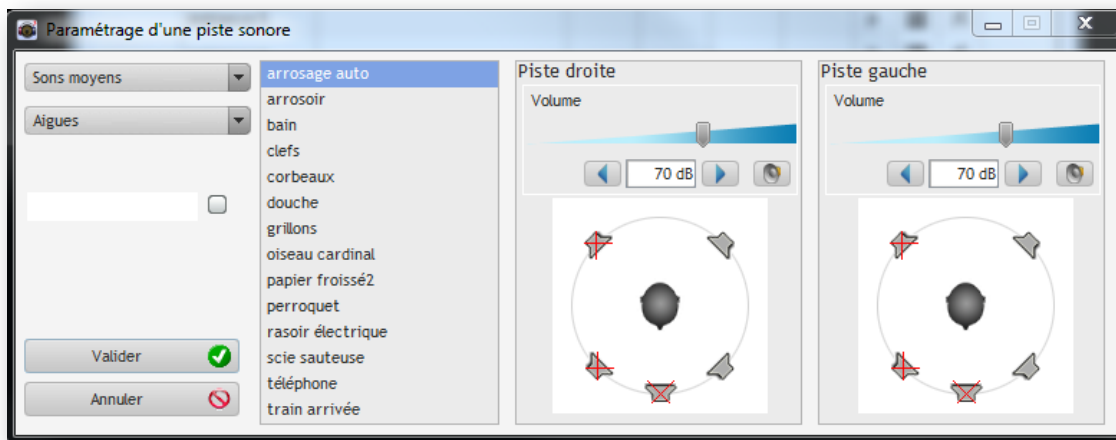 Paramétrage d'une piste sonore
Sons moyens
Aigues
Valider
Annuler
arrosage auto
arrosoir
bain
clefs
corbeaux
douche
grillons
oiseau cardinal
papier froissé2
perroquet
rasoir électrique
scie sauteuse
téléphone
train arrivée
Piste droite
Volume
70 dB
Piste gauche
Volume
70 dB